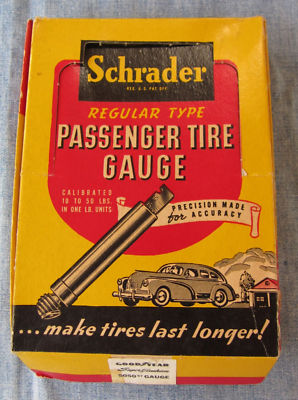 Schrader
REG. U.S. PAT. OFF.
REGULAR TYPE
PASSENGER TIRE
GAUGE
CALIBRATED
10 TO 50 LBS.
IN ONE LB. UNITS
PRECISION MADE
for ACCURACY
...make tires last longer!
GOODYEAR
GAUGE